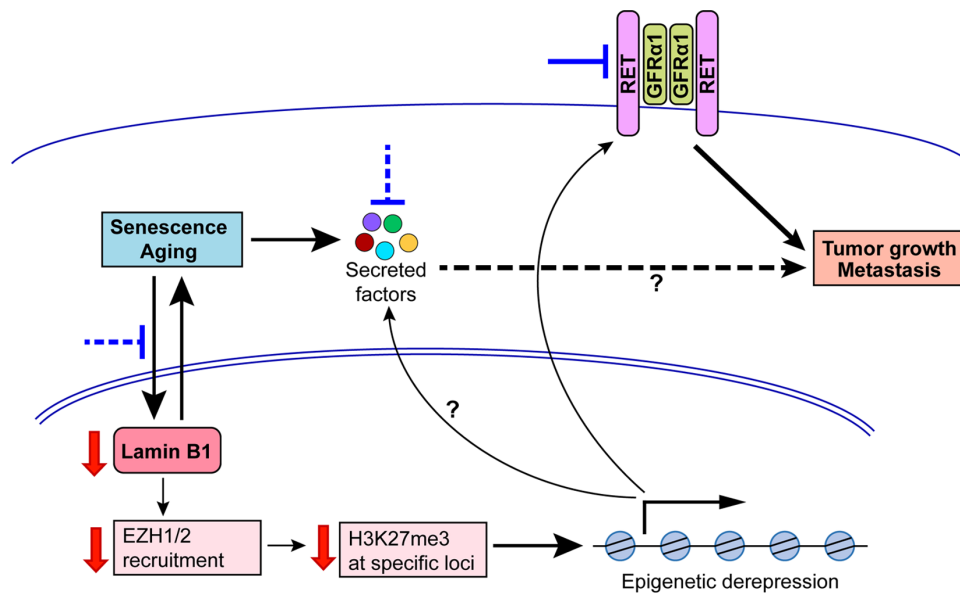 RET
GFRα1
GFRα1
RET
Senescence
Aging
Secreted
factors
?
Tumor growth
Metastasis
?
Lamin B1
EZH1/2
recruitment
H3K27me3
at specific loci
Epigenetic derepression